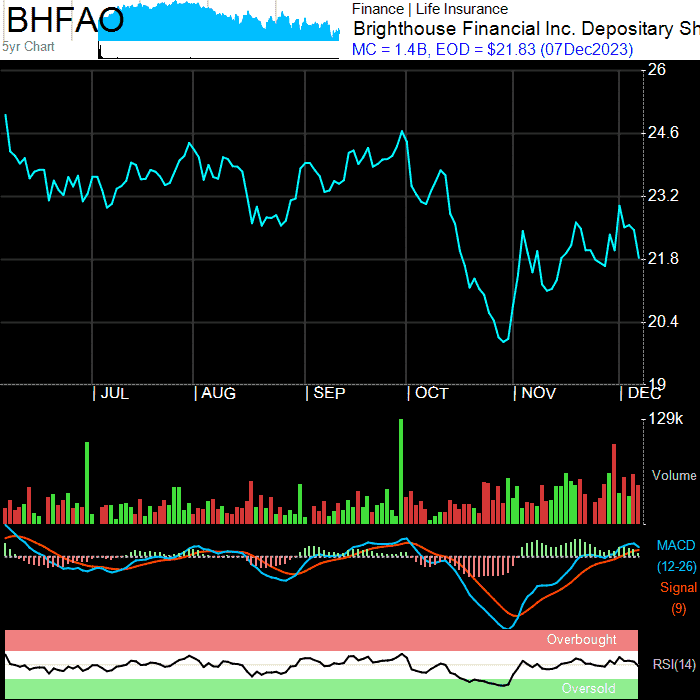 BHFAO
Finance | Life Insurance
Brighthouse Financial Inc. Depositary Sh
5yr Chart
MC = 1.4B, EOD = $21.83 (07Dec2023)
26
24.6
23.2
21.8
20.4
19
JUL AUG SEP OCT NOV DEC
129k
Volume
MACD
(12-26)
Signal
(9)
Overbought
RSI(14)
Oversold